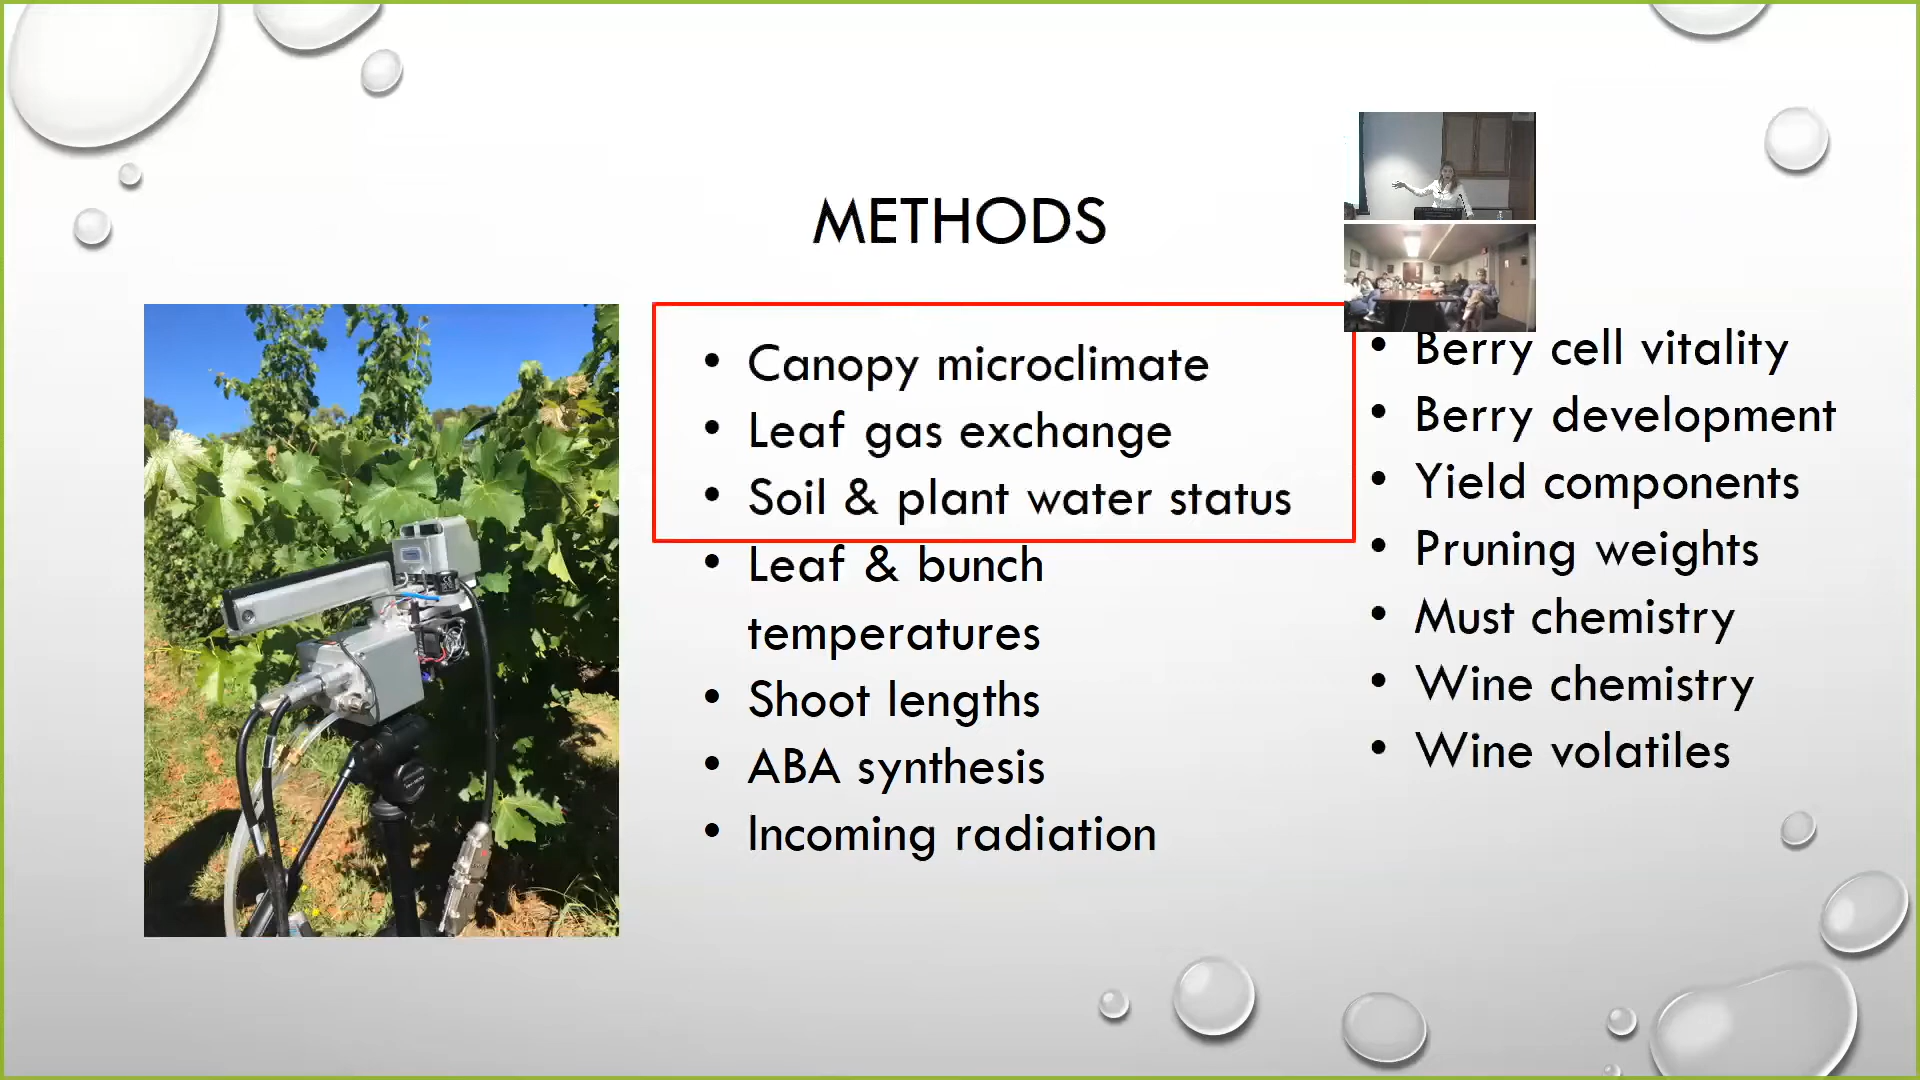 METHODS
• Canopy microclimate
• Leaf gas exchange
• Soil & plant water status
• Leaf & bunch
temperatures
• Shoot lengths
• ABA synthesis
• Incoming radiation
• Berry cell vitality
• Berry development
• Yield components
• Pruning weights
• Must chemistry
• Wine chemistry
• Wine volatiles